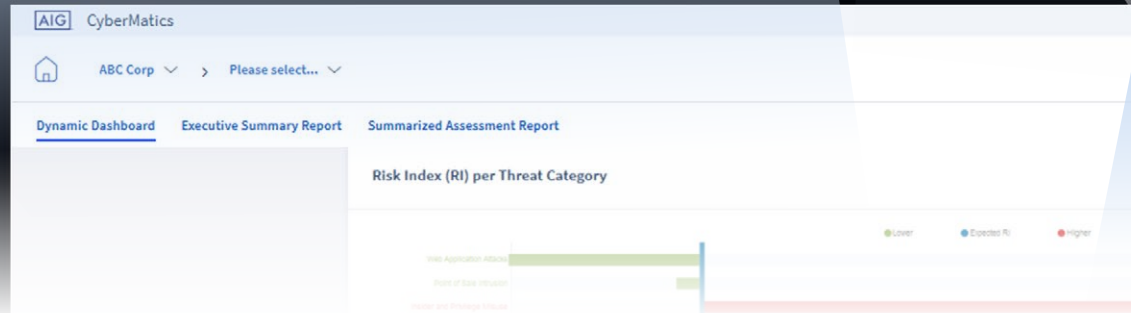 AIG CyberMatics
ABC Corp > Please select...
Dynamic Dashboard Executive Summary Report Summarized Assessment Report
Risk Index (RI) per Threat Category
Lower Expected RI Higher
Web Application Attacks
Point of Sale Intrusion